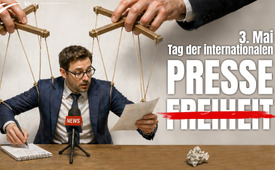 3. Mai
Tag der internationalen
PRESSE
FREIHEIT
NEWS